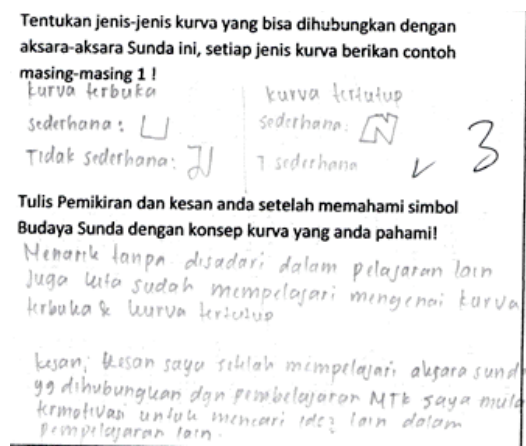 Tentukan jenis-jenis kurva yang bisa dihubungkan dengan
aksara-aksara Sunda ini, setiap jenis kurva berikan contoh
masing-masing 1 !
kurva terbuka
sederhana :
Tidak sederhana :
kurva tertutup
sederhana :
T sederhana
3
Tulis Pemikiran dan kesan anda setelah memahami simbol
Budaya Sunda dengan konsep kurva yang anda pahami!
Menarik tanpa disadari dalam pelajaran lain
Juga kita sudah mempelajari mengenai kurva
terbuka & kurva tertutup
kesan; kesan saya setelah mempelajari aksara sund
yg dihubungkan dgn pembelajaran MTK saya mula
termotivasi untuk mencari ide2 lain dalam
pempelajaran lain.